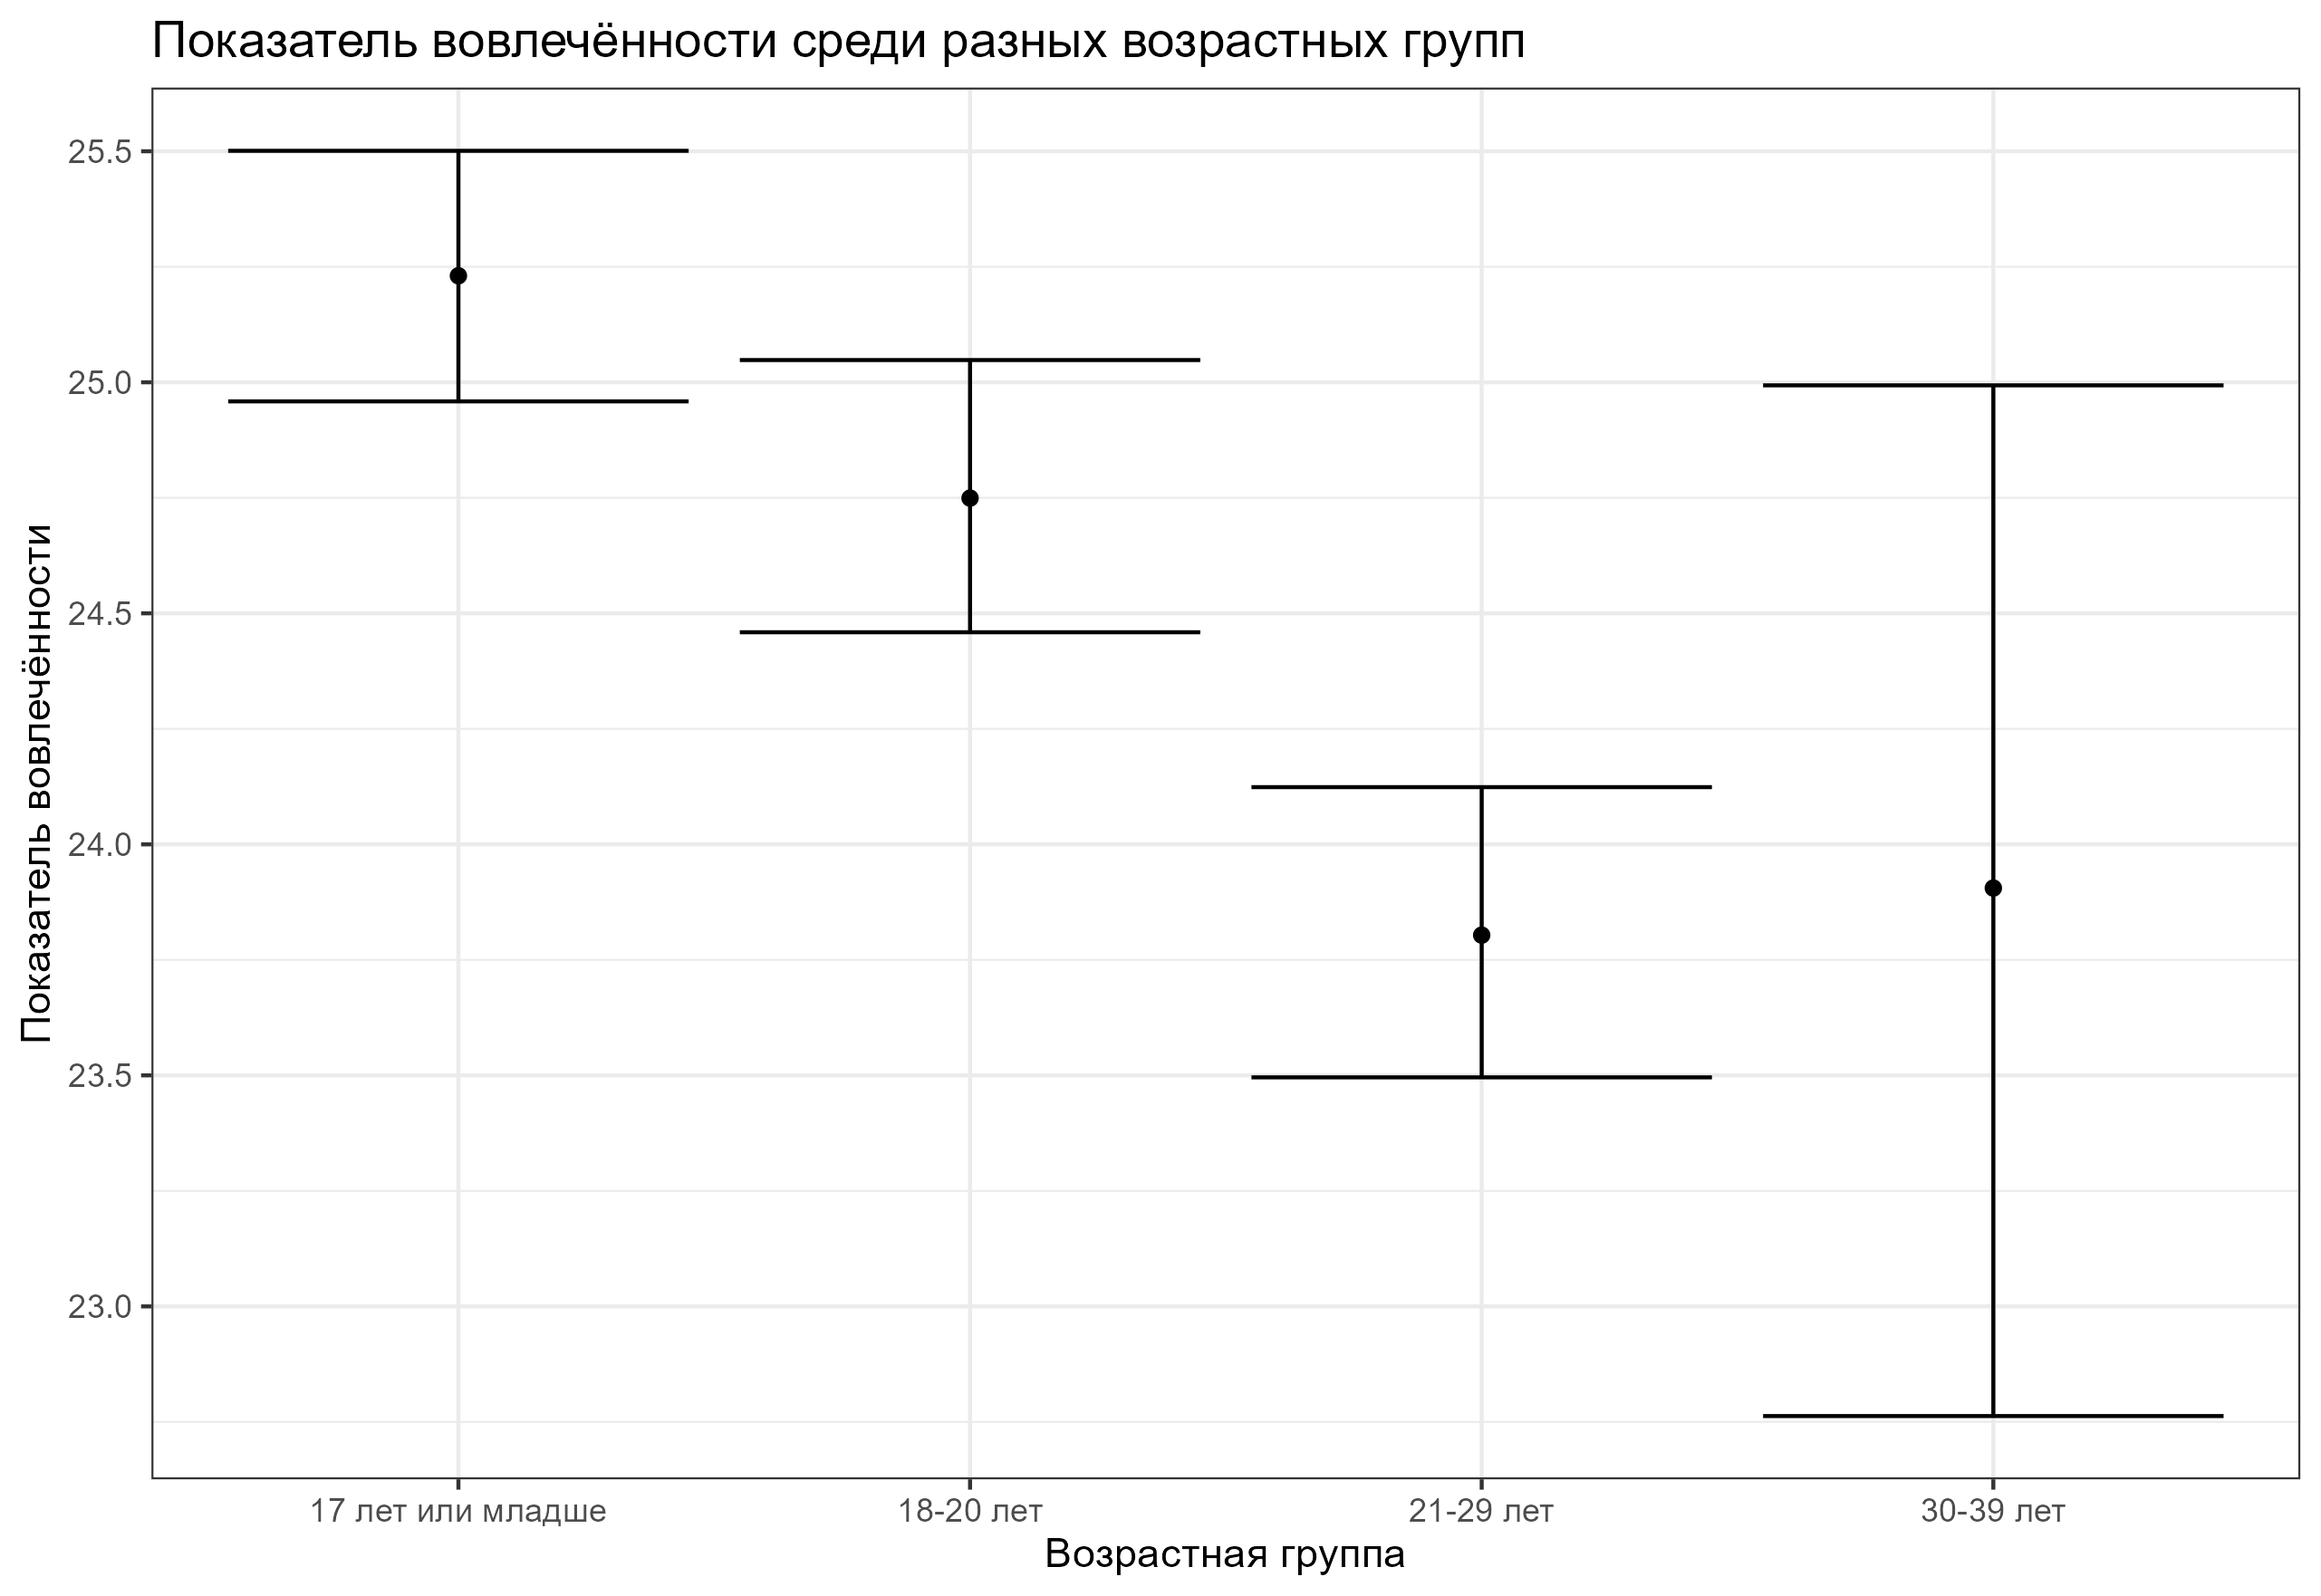 Показатель вовлечённости среди разных возрастных групп
Показатель вовлечённости
25.5
25.0
24.5
24.0
23.5
23.0
17 лет или младше
18-20 лет
21-29 лет
30-39 лет
Возрастная группа